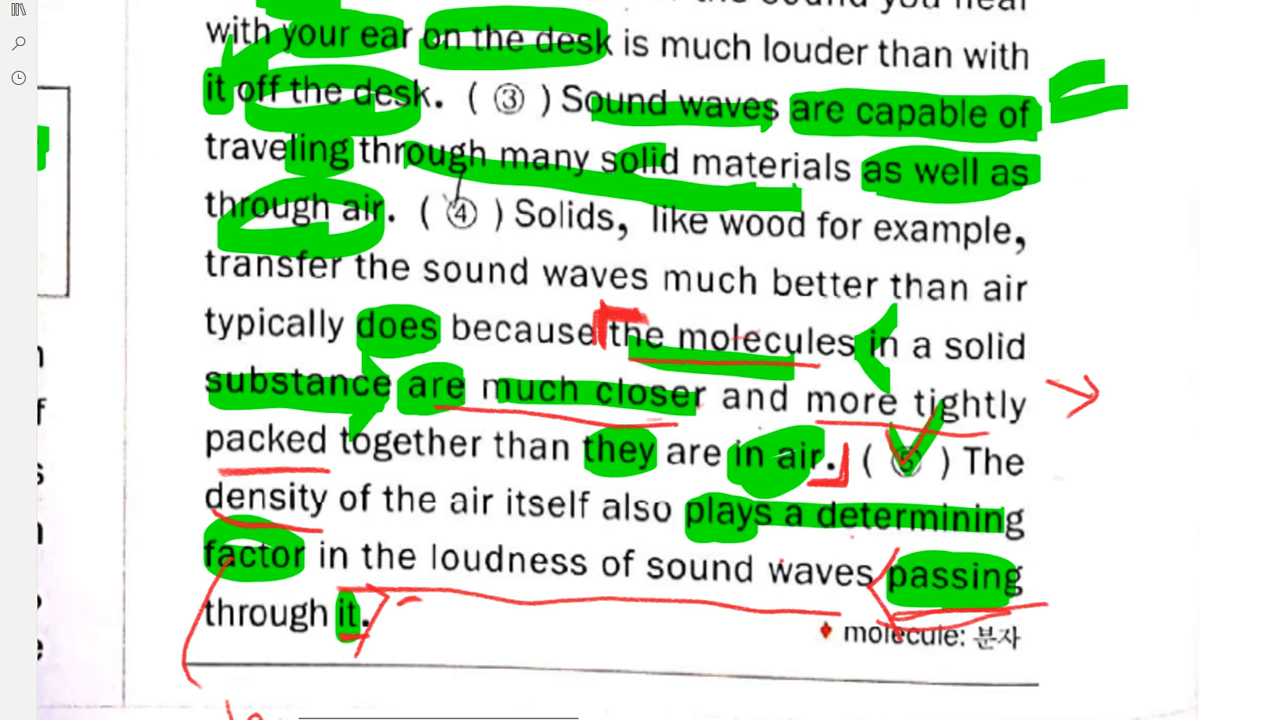 with your ear on the desk is much louder than with
it off the desk. ( ③ ) Sound waves are capable of
traveling through many solid materials as well as
through air. ( ④ ) Solids, like wood for example,
transfer the sound waves much better than air
typically does because the molecules in a solid
substance are much closer and more tightly
packed together than they are in air. ( ⑤ ) The
density of the air itself also plays a determining
factor in the loudness of sound waves passing
through it.
♦ molecule: 분자